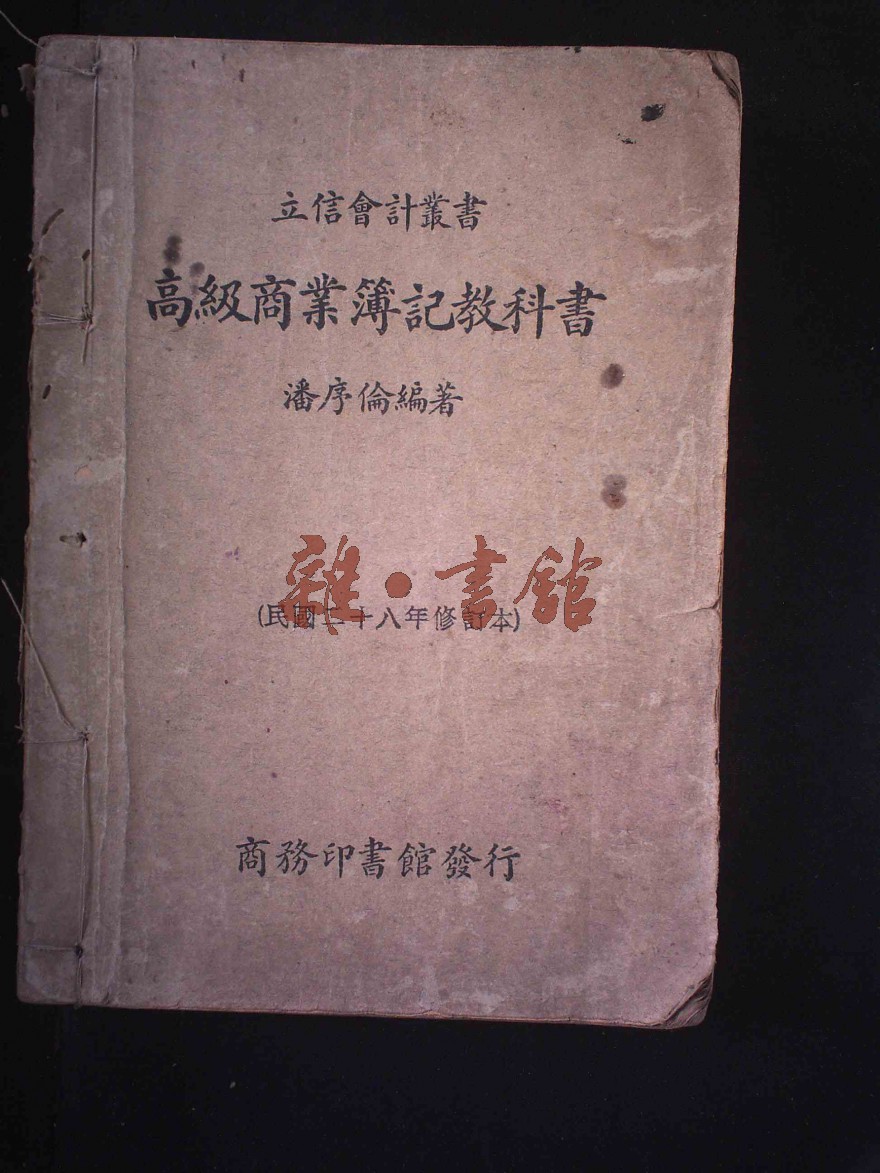 立信會計叢書
高級商業簿記教科書
潘序倫編著
雜·書館
(民國二十八年修訂本)
商務印書館發行